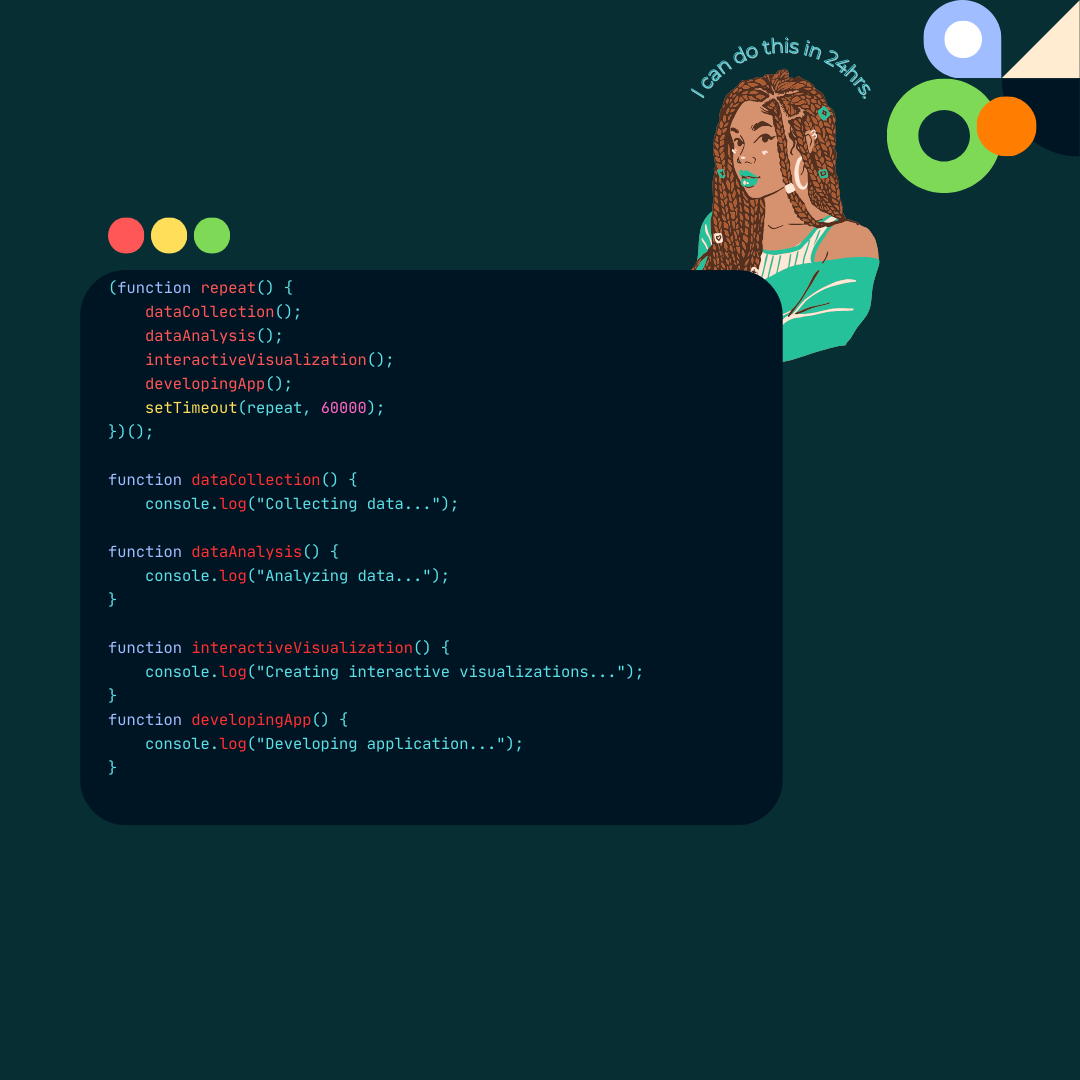 I can do this in 24hrs.
(function repeat() {
    dataCollection();
    dataAnalysis();
    interactiveVisualization();
    developingApp();
    setTimeout(repeat, 60000);
})();

function dataCollection() {
    console.log("Collecting data...");

function dataAnalysis() {
    console.log("Analyzing data...");
}

function interactiveVisualization() {
    console.log("Creating interactive visualizations...");
}
function developingApp() {
    console.log("Developing application...");
}